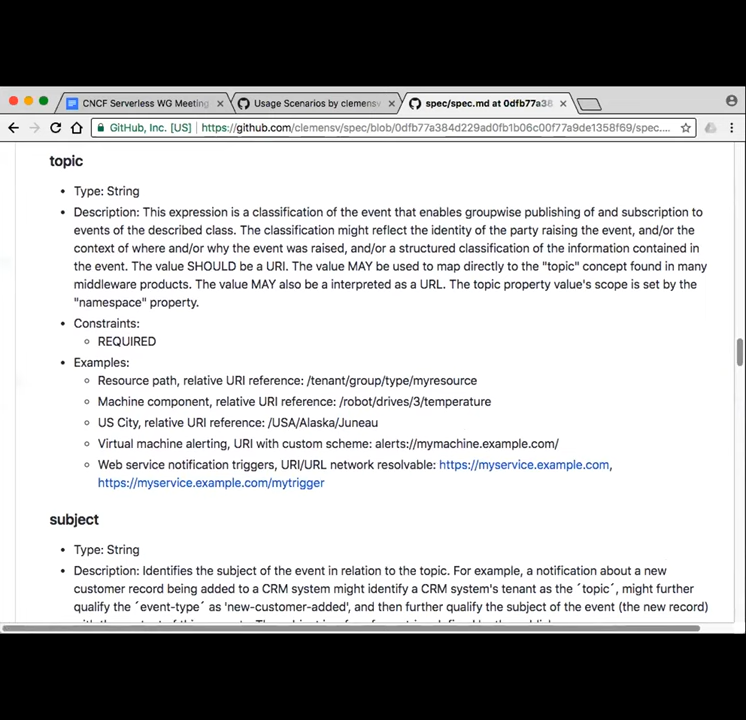 CNCF Serverless WG Meeting
Usage Scenarios by clemensv
spec/spec.md at 0dfb77a38
GitHub, Inc. [US] https://github.com/clemensv/spec/blob/0dfb77a384d229ad0fb1b06c00f77a9de1358f69/spec....
topic
Type: String
Description: This expression is a classification of the event that enables groupwise publishing of and subscription to
events of the described class. The classification might reflect the identity of the party raising the event, and/or the
context of where and/or why the event was raised, and/or a structured classification of the information contained in
the event. The value SHOULD be a URI. The value MAY be used to map directly to the "topic" concept found in many
middleware products. The value MAY also be a interpreted as a URL. The topic property value's scope is set by the
"namespace" property.
Constraints:
REQUIRED
Examples:
Resource path, relative URI reference: /tenant/group/type/myresource
Machine component, relative URI reference: /robot/drives/3/temperature
US City, relative URI reference: /USA/Alaska/Juneau
Virtual machine alerting, URI with custom scheme: alerts://mymachine.example.com/
Web service notification triggers, URI/URL network resolvable: https://myservice.example.com,
https://myservice.example.com/mytrigger
subject
Type: String
Description: Identifies the subject of the event in relation to the topic. For example, a notification about a new
customer record being added to a CRM system might identify a CRM system's tenant as the ´topic´, might further
qualify the ´event-type´ as 'new-customer-added', and then further qualify the subject of the event (the new record)